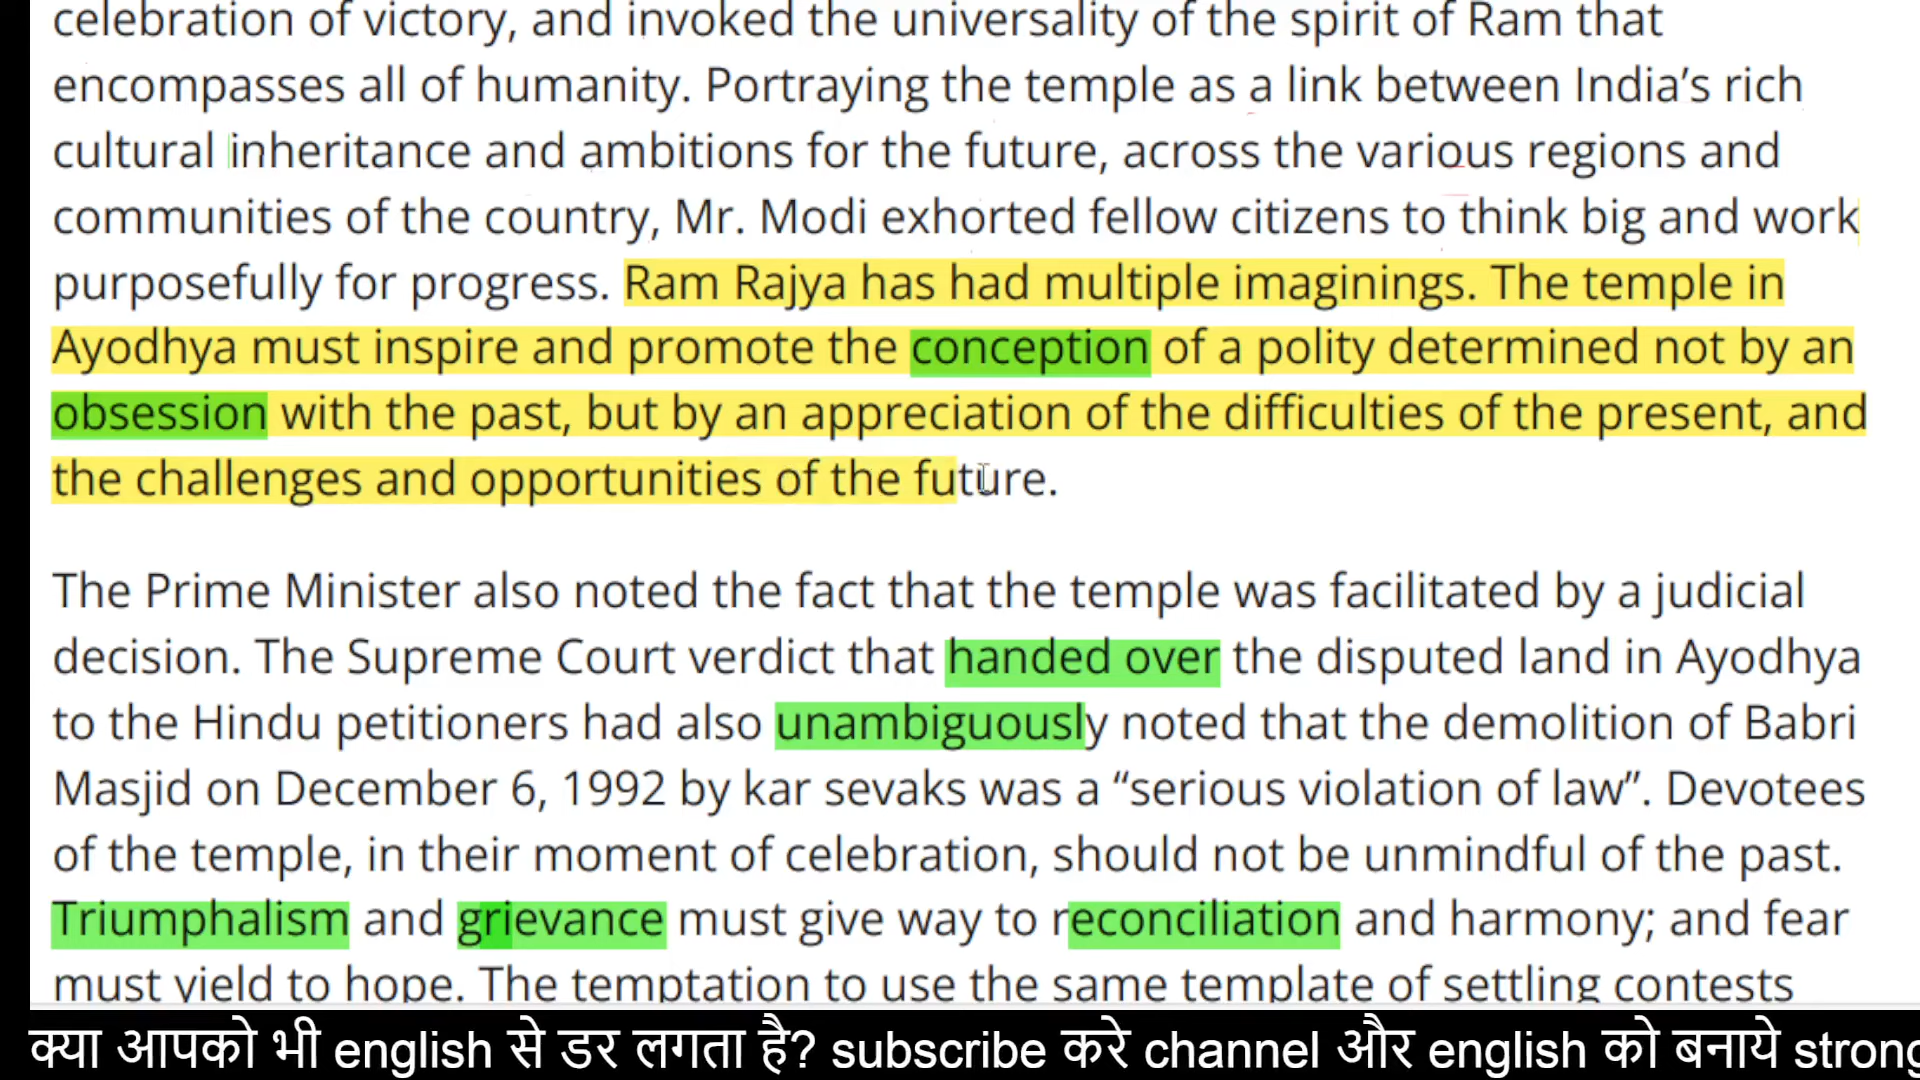 celebration of victory, and invoked the universality of the spirit of Ram that
encompasses all of humanity. Portraying the temple as a link between India’s rich
cultural inheritance and ambitions for the future, across the various regions and
communities of the country, Mr. Modi exhorted fellow citizens to think big and work
purposefully for progress. Ram Rajya has had multiple imaginings. The temple in
Ayodhya must inspire and promote the conception of a polity determined not by an
obsession with the past, but by an appreciation of the difficulties of the present, and
the challenges and opportunities of the future.
The Prime Minister also noted the fact that the temple was facilitated by a judicial
decision. The Supreme Court verdict that handed over the disputed land in Ayodhya
to the Hindu petitioners had also unambiguously noted that the demolition of Babri
Masjid on December 6, 1992 by kar sevaks was a “serious violation of law”. Devotees
of the temple, in their moment of celebration, should not be unmindful of the past.
Triumphalism and grievance must give way to reconciliation and harmony; and fear
must yield to hope. The temptation to use the same template of settling contests
क्या आपको भी english से डर लगता है? subscribe करे channel और english को बनाये strong